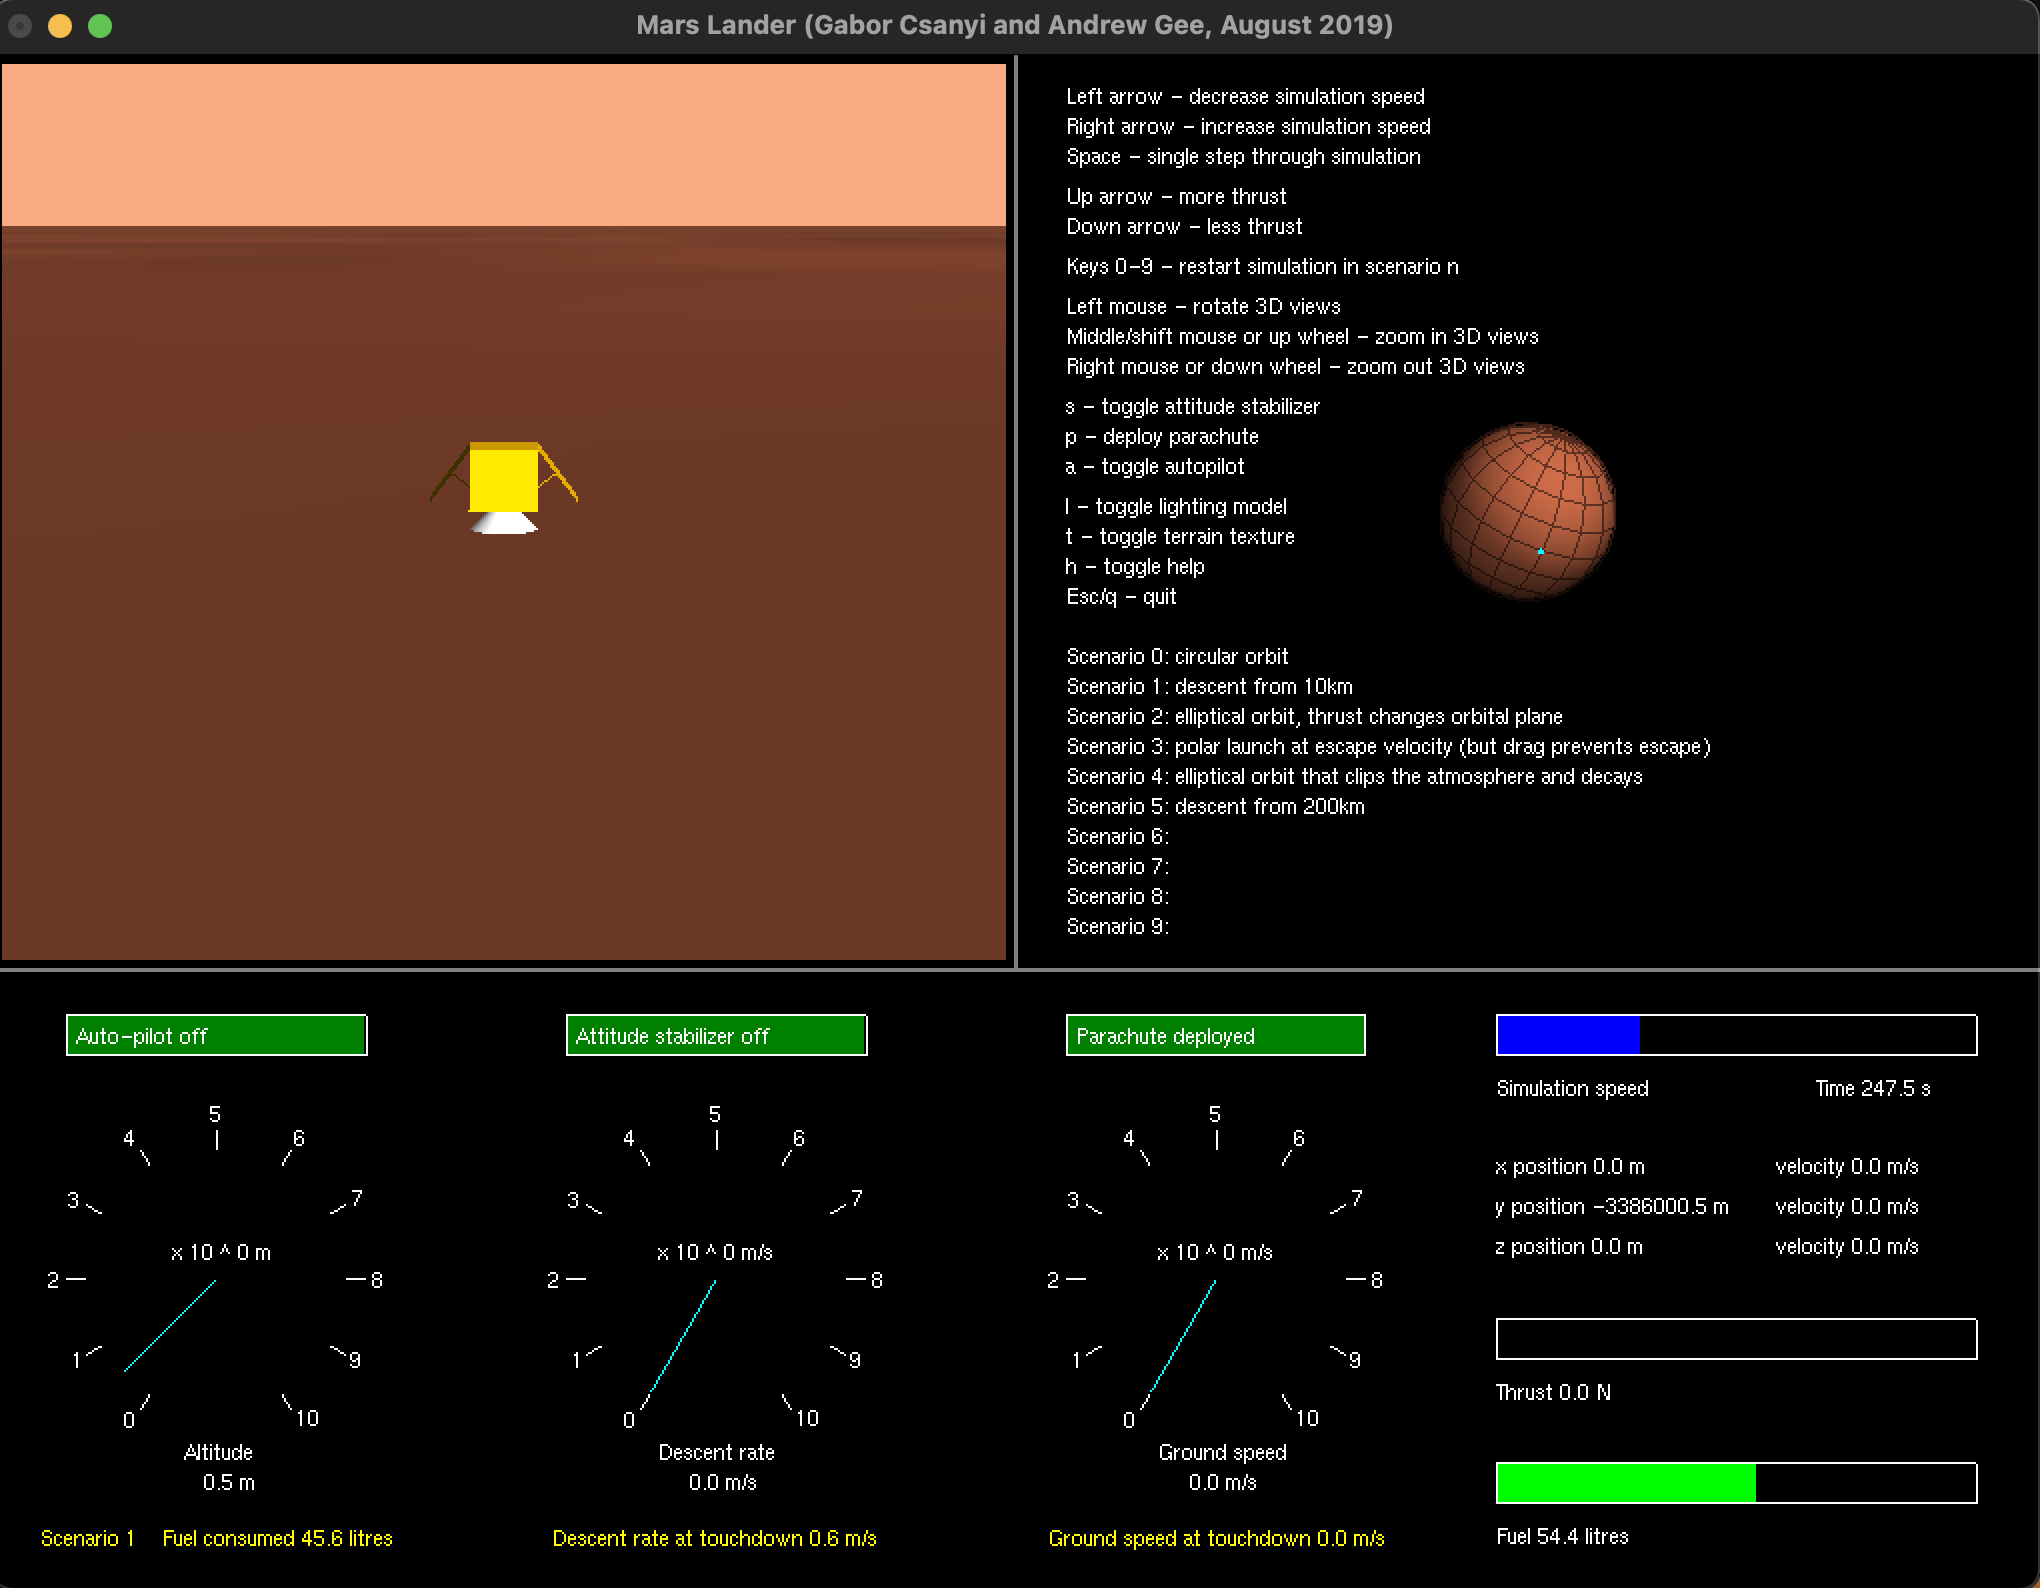 Mars Lander (Gabor Csanyi and Andrew Gee, August 2019)
Left arrow – decrease simulation speed
Right arrow – increase simulation speed
Space – single step through simulation
Up arrow – more thrust
Down arrow – less thrust
Keys 0–9 – restart simulation in scenario n
Left mouse – rotate 3D views
Middle/shift mouse or up wheel – zoom in 3D views
Right mouse or down wheel – zoom out 3D views
s – toggle attitude stabilizer
p – deploy parachute
a – toggle autopilot
l – toggle lighting model
t – toggle terrain texture
h – toggle help
Esc/q – quit
Scenario 0: circular orbit
Scenario 1: descent from 10km
Scenario 2: elliptical orbit, thrust changes orbital plane
Scenario 3: polar launch at escape velocity (but drag prevents escape)
Scenario 4: elliptical orbit that clips the atmosphere and decays
Scenario 5: descent from 200km
Scenario 6:
Scenario 7:
Scenario 8:
Scenario 9:
Auto–pilot off
0 1 2 3 4 5 6 7 8 9 10
x 10 ^ 0 m
Altitude
0.5 m
Scenario 1 Fuel consumed 45.6 litres
Attitude stabilizer off
0 1 2 3 4 5 6 7 8 9 10
x 10 ^ 0 m/s
Descent rate
0.0 m/s
Descent rate at touchdown 0.6 m/s
Parachute deployed
0 1 2 3 4 5 6 7 8 9 10
x 10 ^ 0 m/s
Ground speed
0.0 m/s
Ground speed at touchdown 0.0 m/s
Simulation speed Time 247.5 s
x position 0.0 m velocity 0.0 m/s
y position –3386000.5 m velocity 0.0 m/s
z position 0.0 m velocity 0.0 m/s
Thrust 0.0 N
Fuel 54.4 litres